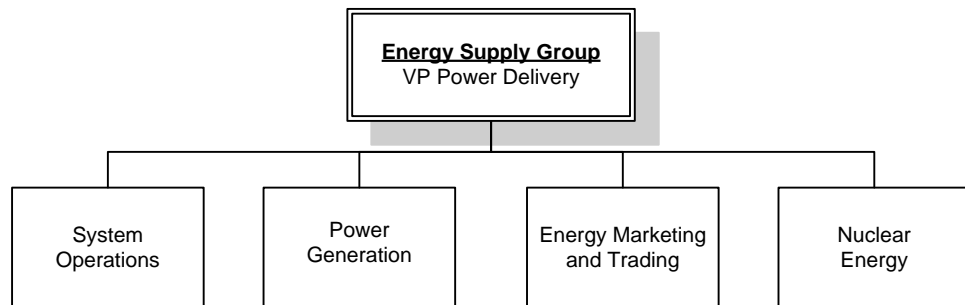 Energy Supply Group
VP Power Delivery
System
Operations
Power
Generation
Energy Marketing
and Trading
Nuclear
Energy